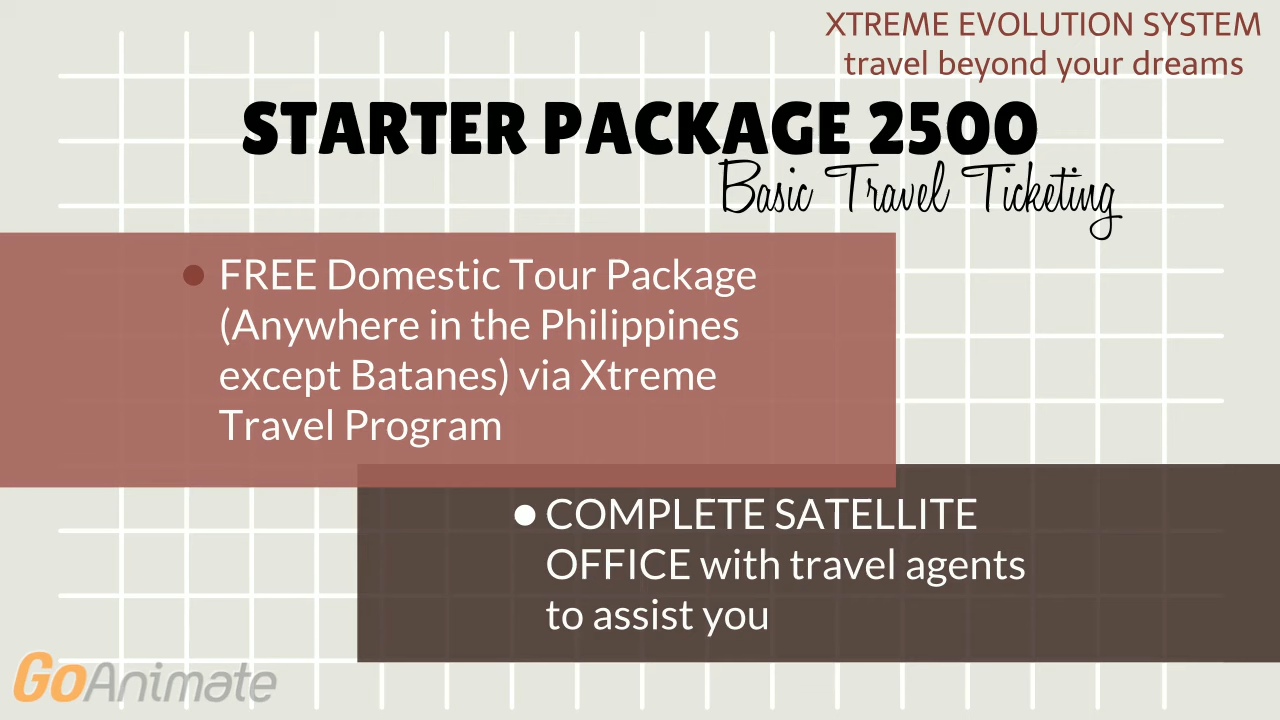 XTREME EVOLUTION SYSTEM
travel beyond your dreams
STARTER PACKAGE 2500
Basic Travel Ticketing
● FREE Domestic Tour Package
(Anywhere in the Philippines
except Batanes) via Xtreme
Travel Program
● COMPLETE SATELLITE
OFFICE with travel agents
to assist you
GoAnimate